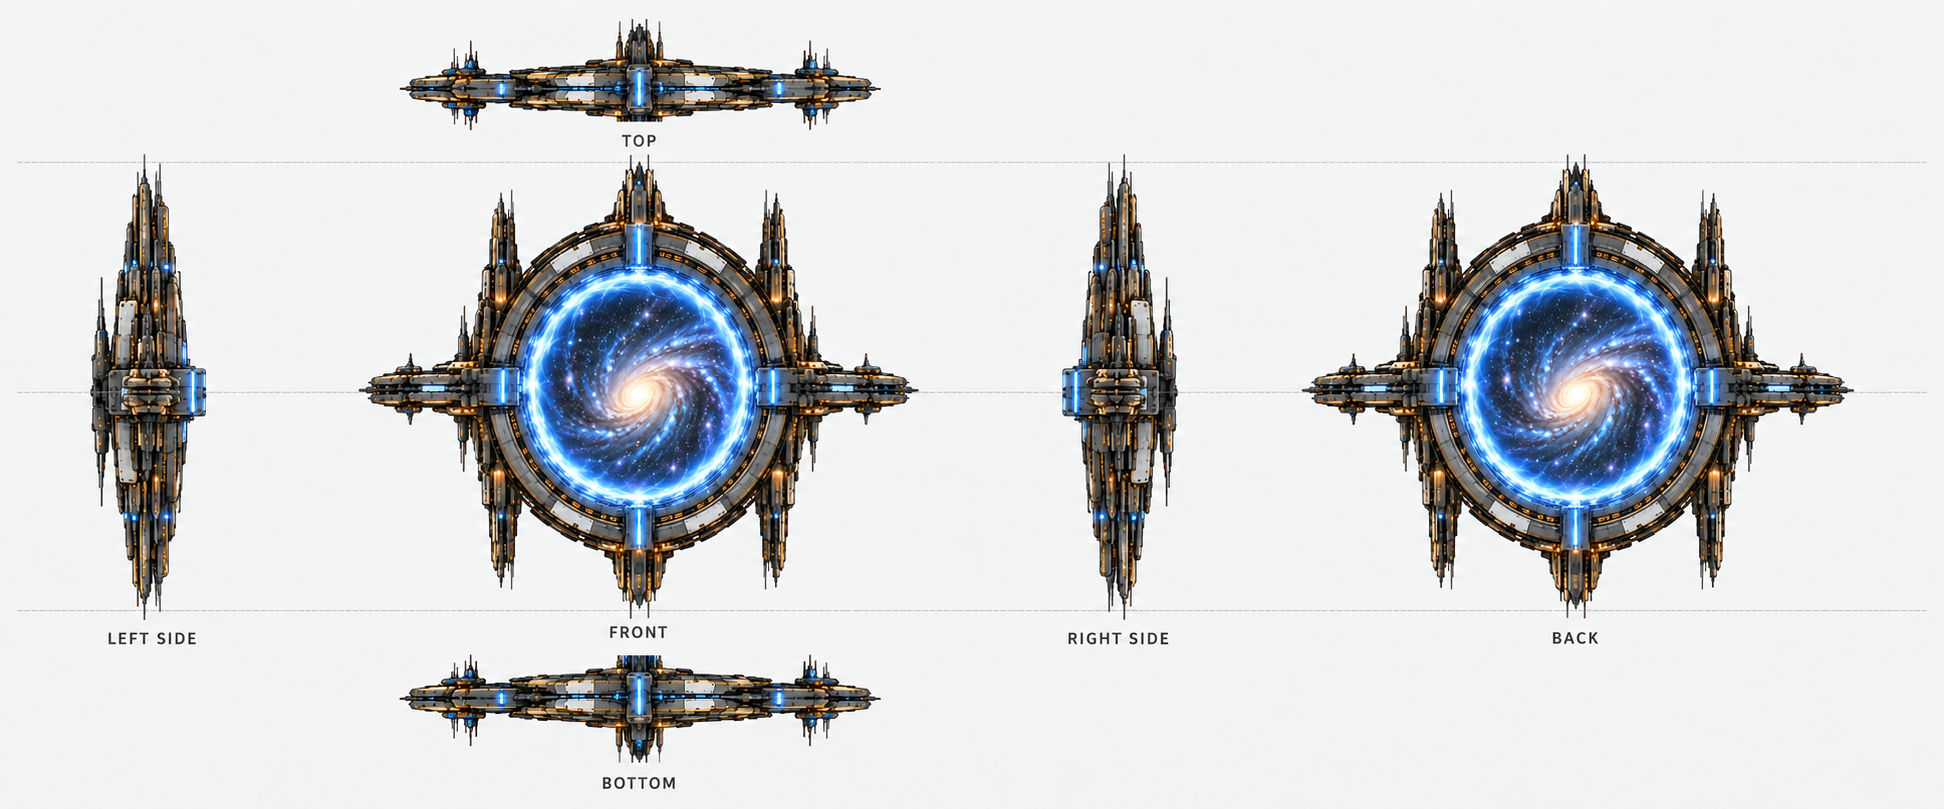 TOP
LEFT SIDE
FRONT
RIGHT SIDE
BACK
BOTTOM